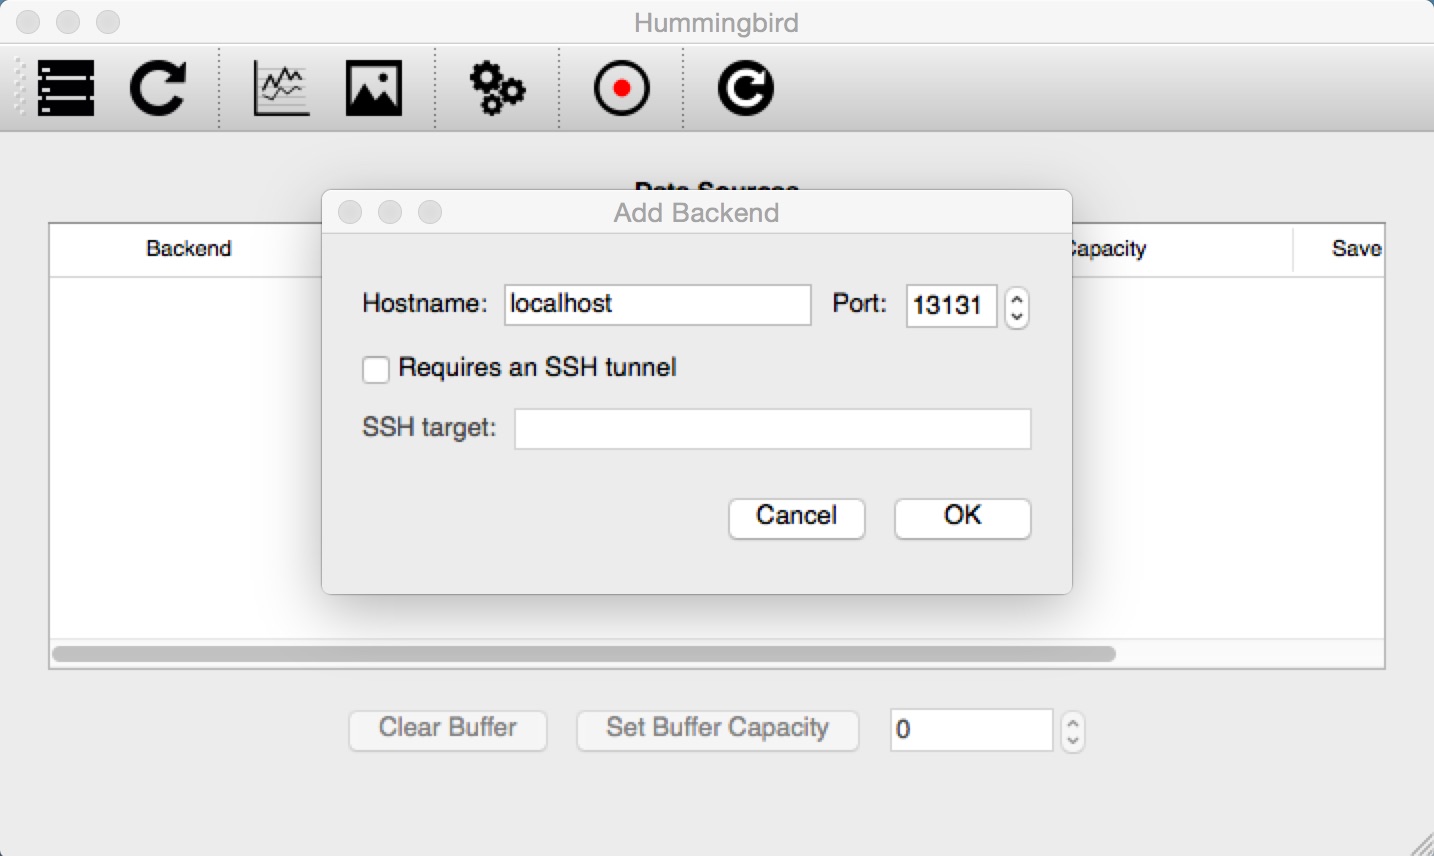 Hummingbird
Data Sources
Add Backend
Backend
Capacity
Save
Hostname: localhost Port: 13131
Requires an SSH tunnel
SSH target:
Cancel OK
Clear Buffer Set Buffer Capacity 0